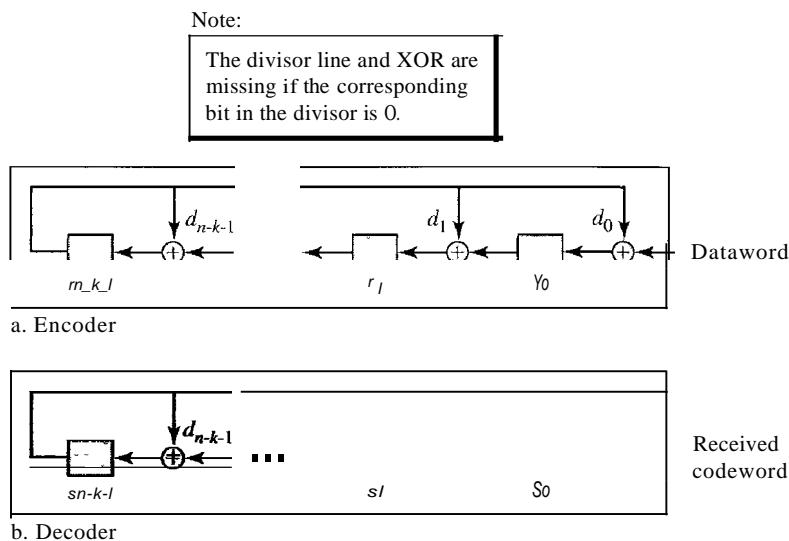 Note:
The divisor line and XOR are
missing if the corresponding
bit in the divisor is 0.
d_{n-k-1} d_1 d_0
Dataword
rn_k_l r_l Yo
a. Encoder
d_{n-k-1}
...
Received
codeword
sn-k-l sl So
b. Decoder